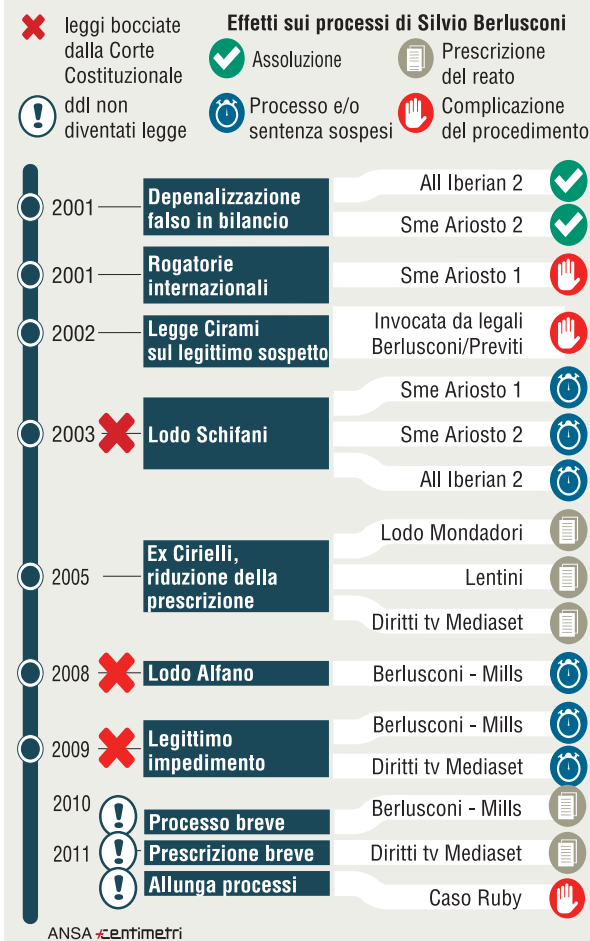 leggi bocciate
dalla Corte
Costituzionale
ddl non
diventati legge
Effetti sui processi di Silvio Berlusconi
Assoluzione
Prescrizione
del reato
Processo e/o
sentenza sospesi
Complicazione
del procedimento
2001
Depenalizzazione
falso in bilancio
All Iberian 2
Sme Ariosto 2
2001
Rogatorie
internazionali
Sme Ariosto 1
2002
Legge Cirami
sul legittimo sospetto
Invocata da legali
Berlusconi/Previti
2003
Lodo Schifani
Sme Ariosto 1
Sme Ariosto 2
All Iberian 2
2005
Ex Cirielli,
riduzione della
prescrizione
Lodo Mondadori
Lentini
Diritti tv Mediaset
2008
Lodo Alfano
Berlusconi - Mills
2009
Legittimo
impedimento
Berlusconi - Mills
Diritti tv Mediaset
2010
Processo breve
Berlusconi - Mills
2011
Prescrizione breve
Diritti tv Mediaset
Allunga processi
Caso Ruby
ANSA centimetri